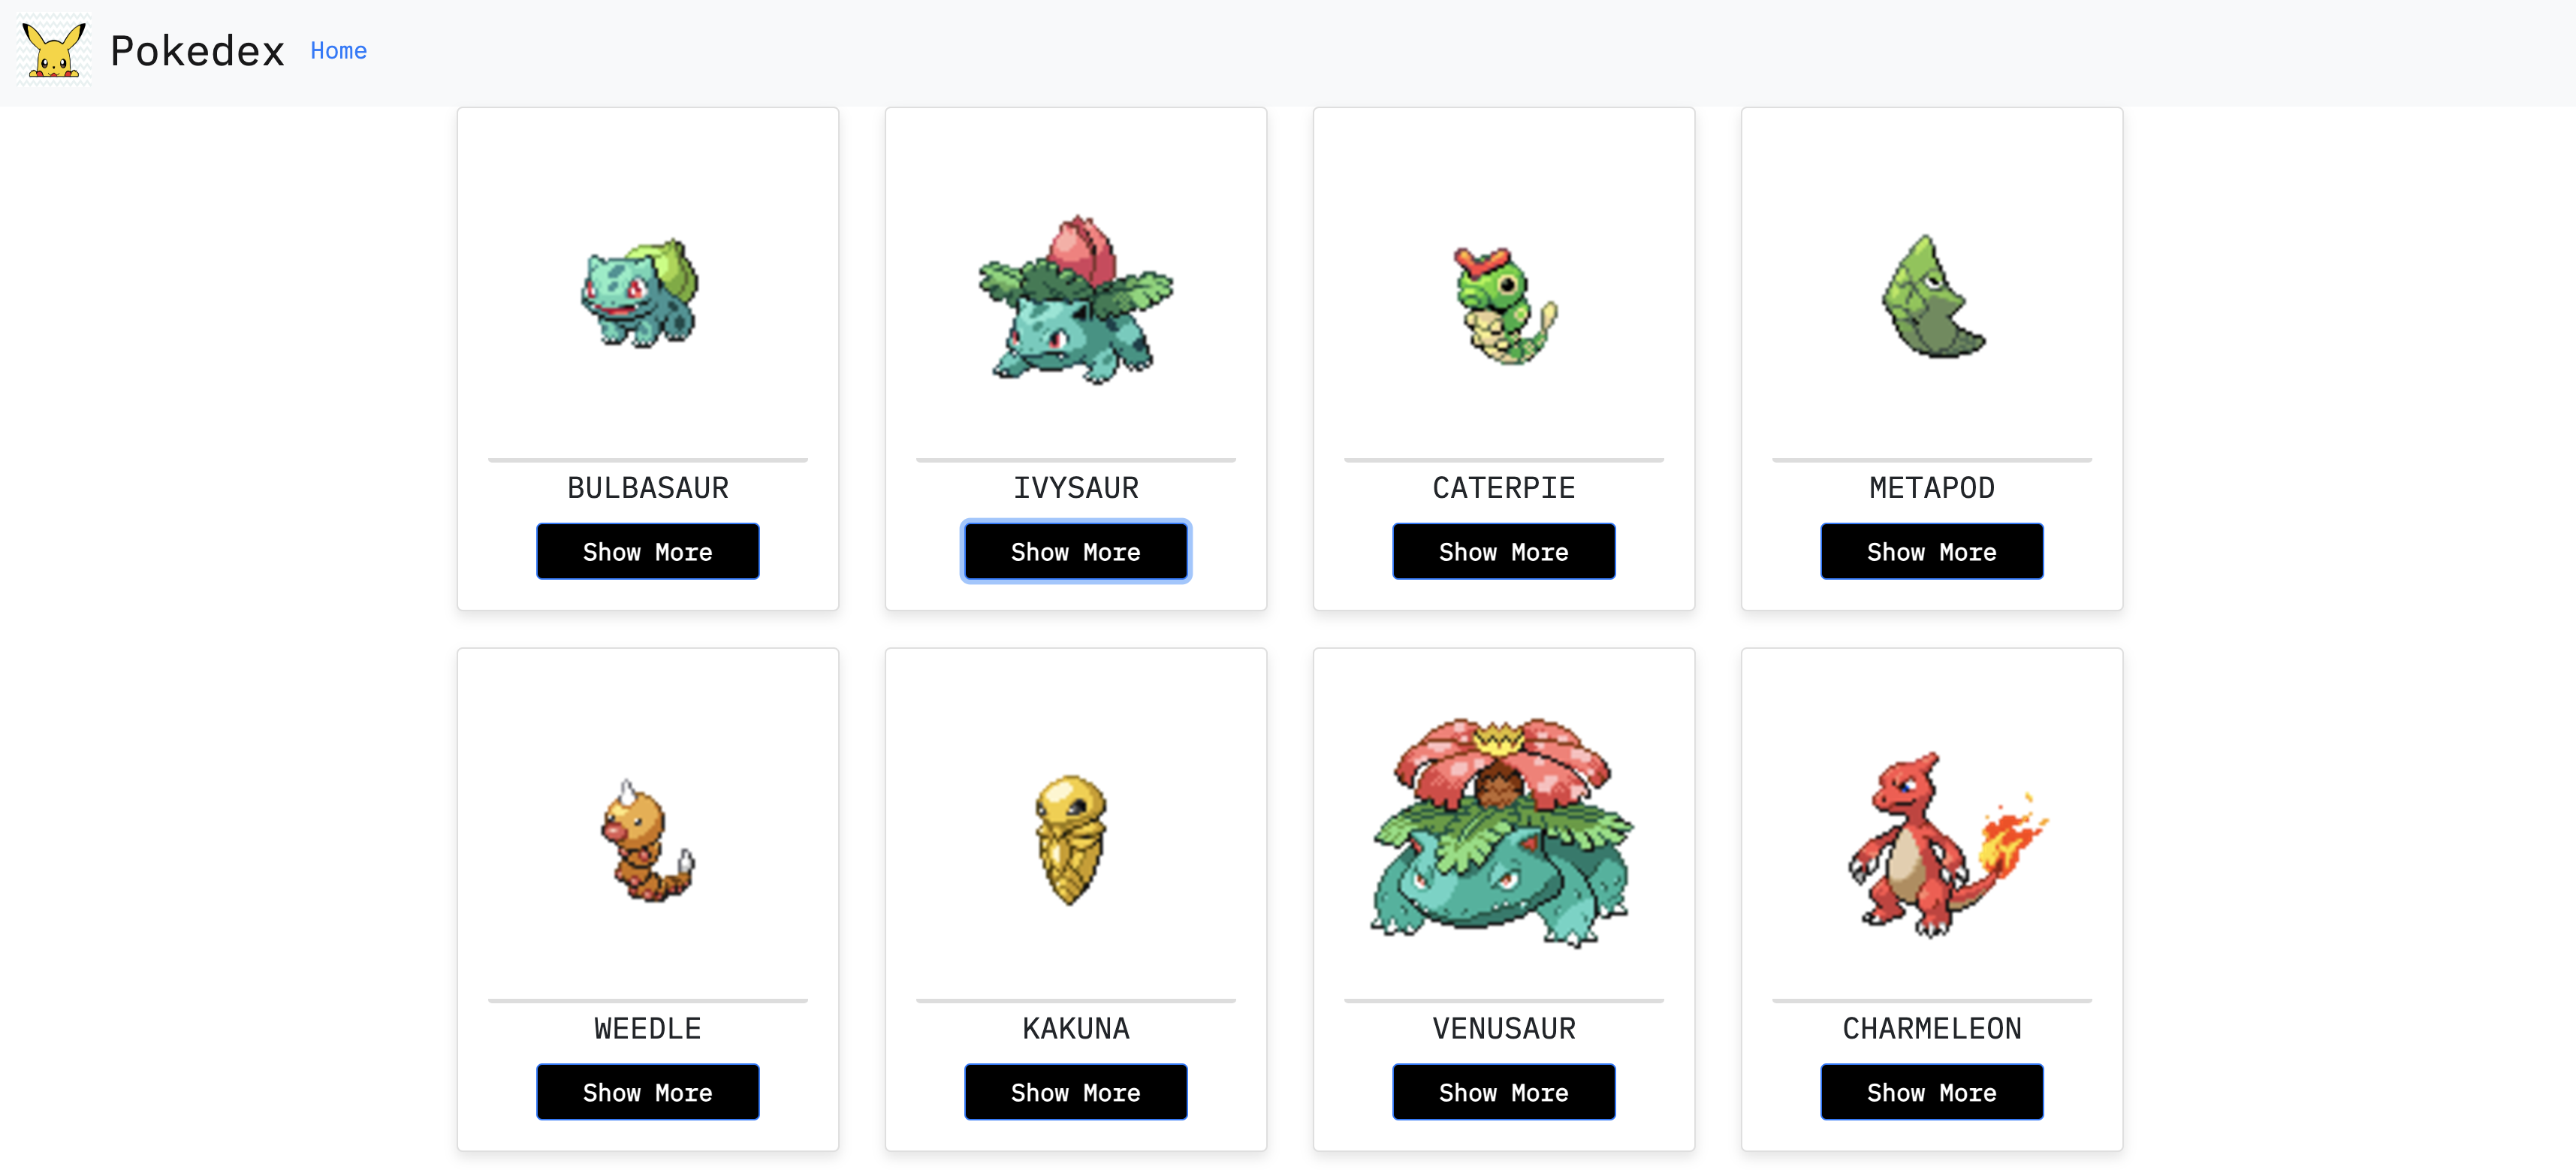 Pokedex Home
BULBASAUR
Show More
IVYSAUR
Show More
CATERPIE
Show More
METAPOD
Show More
WEEDLE
Show More
KAKUNA
Show More
VENUSAUR
Show More
CHARMELEON
Show More